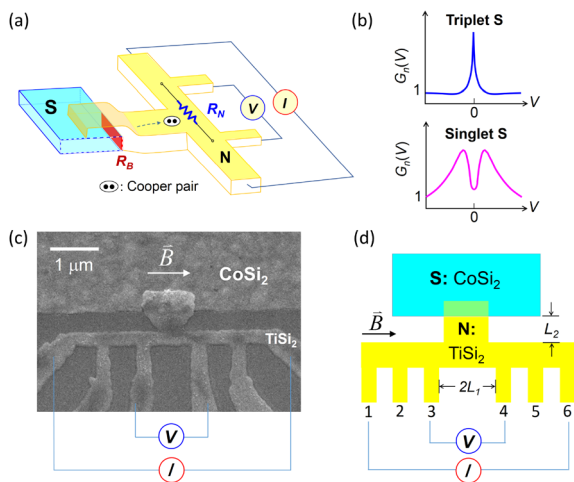 (a)
S
R_B
R_N
N
V
I
: Cooper pair
(b)
Triplet S
G_n(V)
1
0
V
Singlet S
G_n(V)
1
0
V
(c)
1 μm
B
CoSi₂
TiSi₂
V
I
(d)
S: CoSi₂
B
N:
TiSi₂
L₂
2L₁
1 2 3 4 5 6
V
I